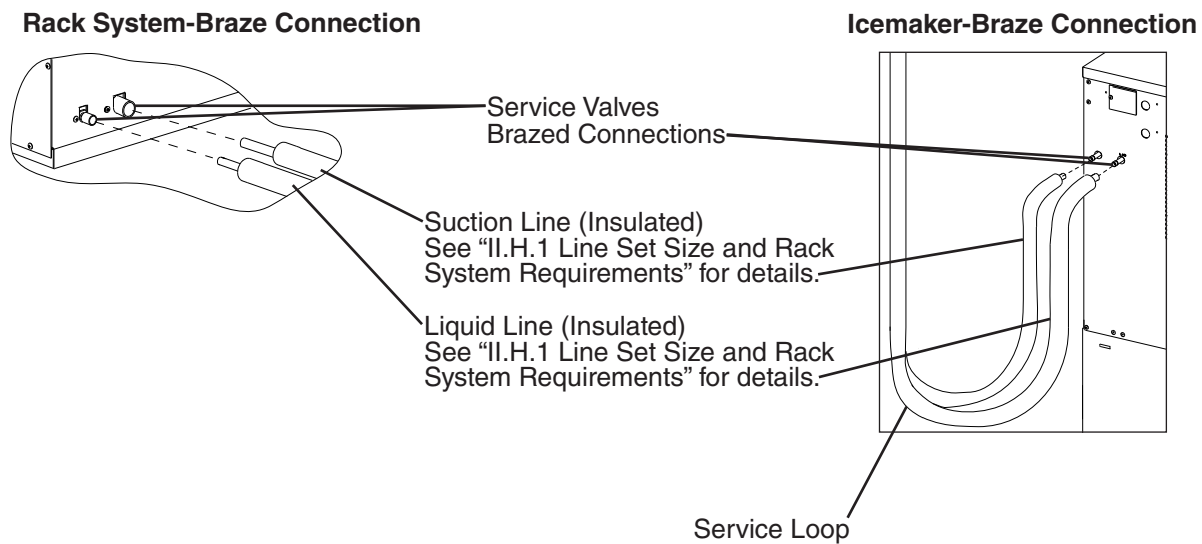 Rack System-Braze Connection
Icemaker-Braze Connection
Service Valves
Brazed Connections
Suction Line (Insulated)
See “II.H.1 Line Set Size and Rack
System Requirements” for details.
Liquid Line (Insulated)
See “II.H.1 Line Set Size and Rack
System Requirements” for details.
Service Loop